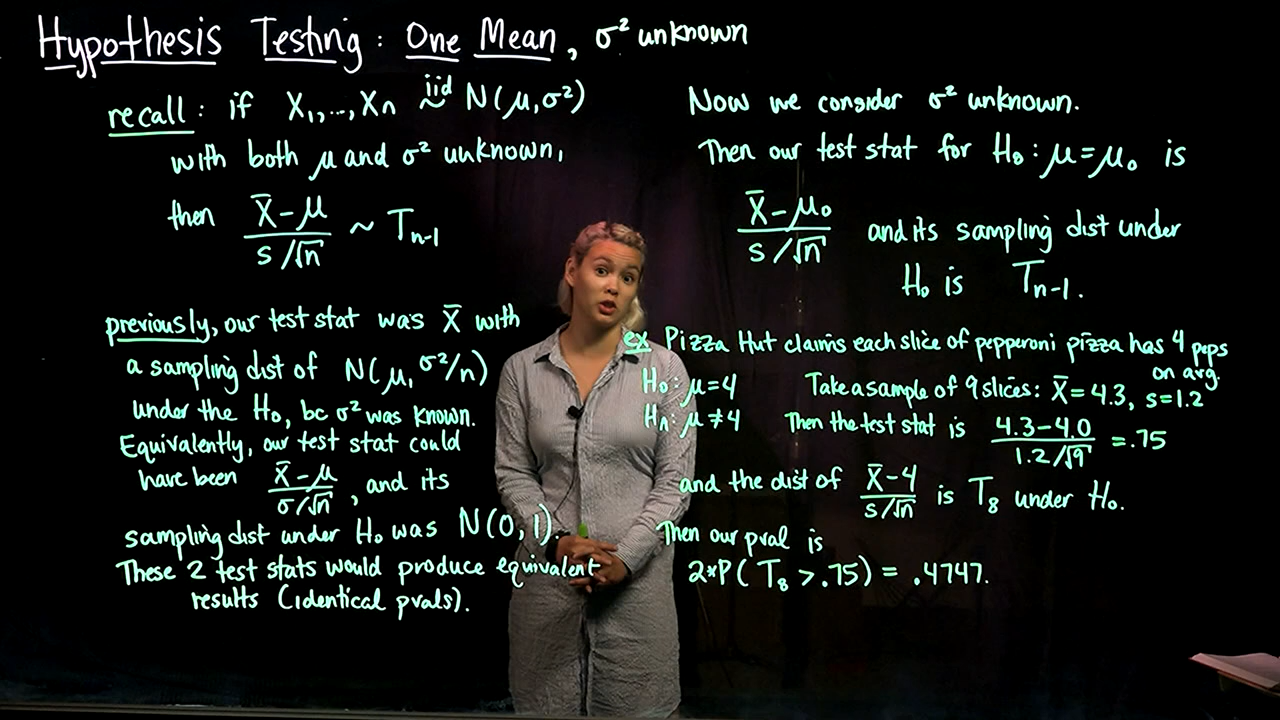 Hypothesis Testing: One Mean, σ² unknown
recall: if X₁,..., Xₙ iid ~ N(μ,σ²)
with both μ and σ² unknown,
then (X̄-μ)/(s/√n) ~ Tₙ₋₁
previously, our test stat was X̄ with
a sampling dist of N(μ, σ²/n)
under the H₀, bc σ² was known.
Equivalently, our test stat could
have been (X̄-μ)/(σ/√n), and its
sampling dist under H₀ was N(0,1).
These 2 test stats would produce equivalent
results (identical pvals).
Now we consider σ² unknown.
Then our test stat for H₀: μ=μ₀ is
(X̄-μ₀)/(s/√n) and its sampling dist under
H₀ is Tₙ₋₁.
ex Pizza Hut claims each slice of pepperoni pizza has 4 peps
on avg.
H₀: μ=4 Take a sample of 9 slices: X̄=4.3, s=1.2
Hᴀ: μ≠4 Then the test stat is (4.3-4.0)/(1.2/√9) = .75
and the dist of (X̄-4)/(s/√n) is T₈ under H₀.
Then our pval is
2*P(T₈ > .75) = .4747.